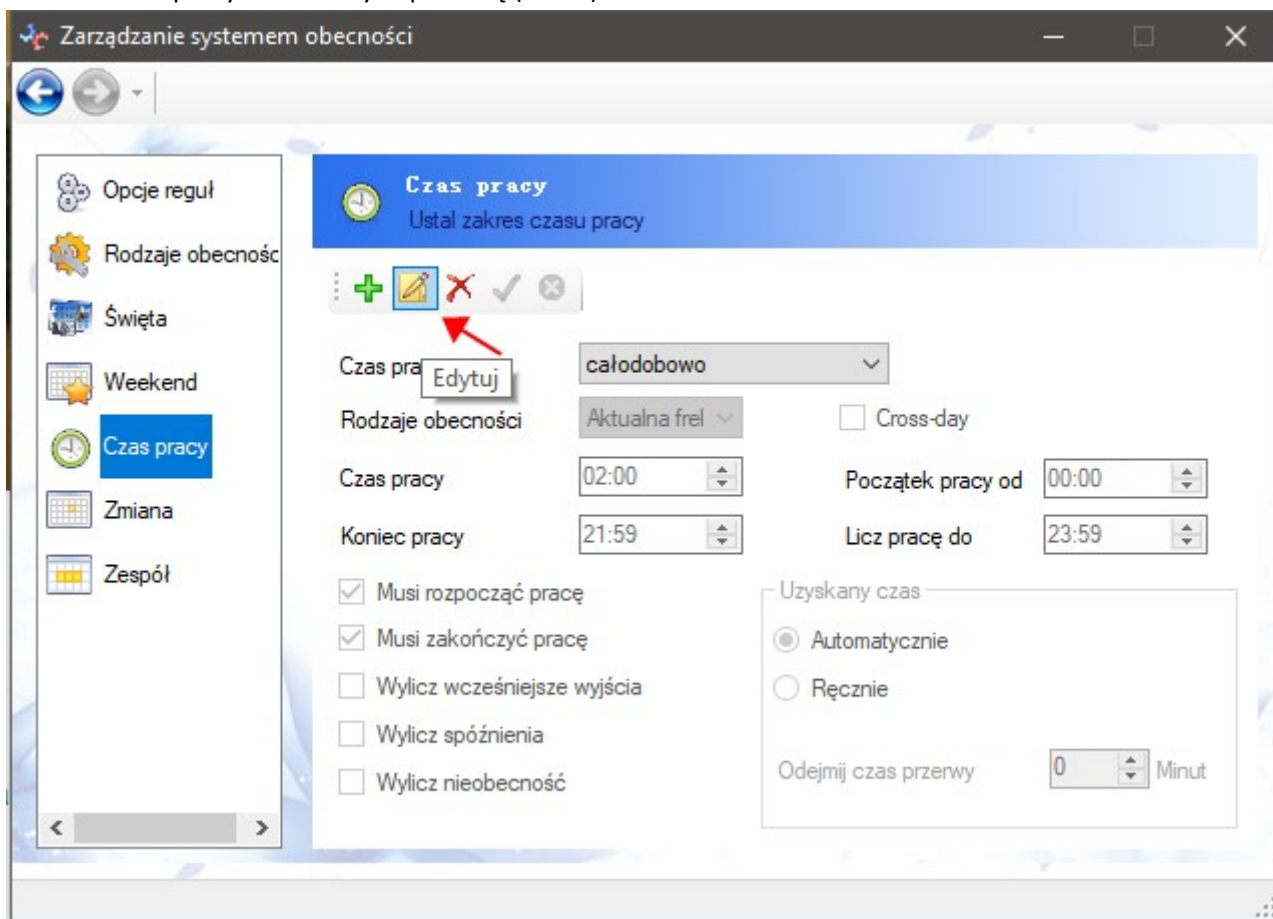 Zarządzanie systemem obecności
Opcje reguł
Rodzaje obecnośc
Święta
Weekend
Czas pracy
Zmiana
Zespół
Czas pracy
Ustal zakres czasu pracy
Czas pra
Edytuj
całodobowo
Rodzaje obecności
Aktualna frel
Cross-day
Czas pracy
02:00
Początek pracy od
00:00
Koniec pracy
21:59
Licz pracę do
23:59
Musi rozpocząć pracę
Musi zakończyć pracę
Wylicz wcześniejsze wyjścia
Wylicz spóźnienia
Wylicz nieobecność
Uzyskany czas
Automatycznie
Ręcznie
Odejmij czas przerwy
0
Minut